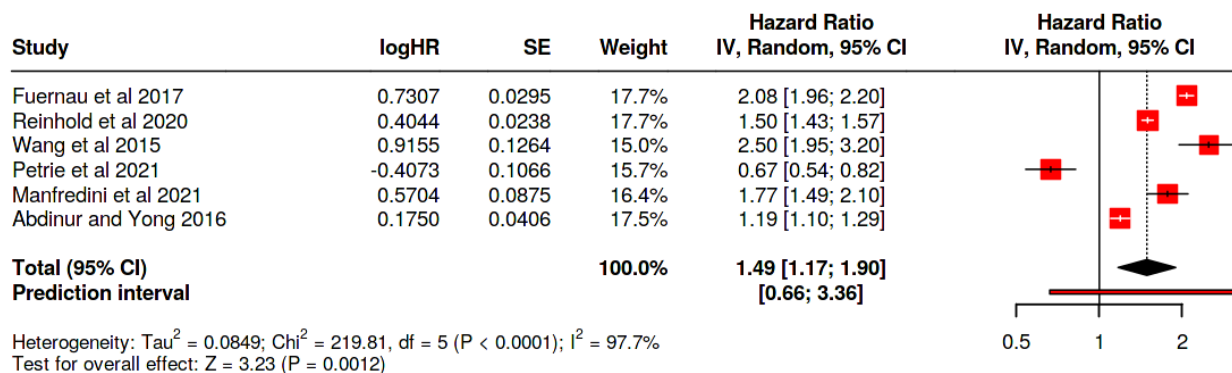 Hazard Ratio Hazard Ratio
Study logHR SE Weight IV, Random, 95% CI IV, Random, 95% CI
Fuernau et al 2017 0.7307 0.0295 17.7% 2.08 [1.96; 2.20]
Reinhold et al 2020 0.4044 0.0238 17.7% 1.50 [1.43; 1.57]
Wang et al 2015 0.9155 0.1264 15.0% 2.50 [1.95; 3.20]
Petrie et al 2021 -0.4073 0.1066 15.7% 0.67 [0.54; 0.82]
Manfredini et al 2021 0.5704 0.0875 16.4% 1.77 [1.49; 2.10]
Abdinur and Yong 2016 0.1750 0.0406 17.5% 1.19 [1.10; 1.29]
Total (95% CI) 100.0% 1.49 [1.17; 1.90]
Prediction interval [0.66; 3.36]
Heterogeneity: Tau² = 0.0849; Chi² = 219.81, df = 5 (P < 0.0001); I² = 97.7%
0.5 1 2
Test for overall effect: Z = 3.23 (P = 0.0012)